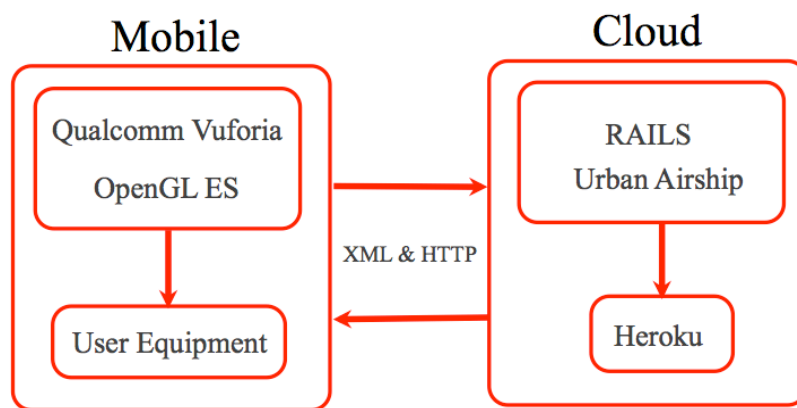 Mobile
Qualcomm Vuforia
OpenGL ES
User Equipment
XML & HTTP
Cloud
RAILS
Urban Airship
Heroku